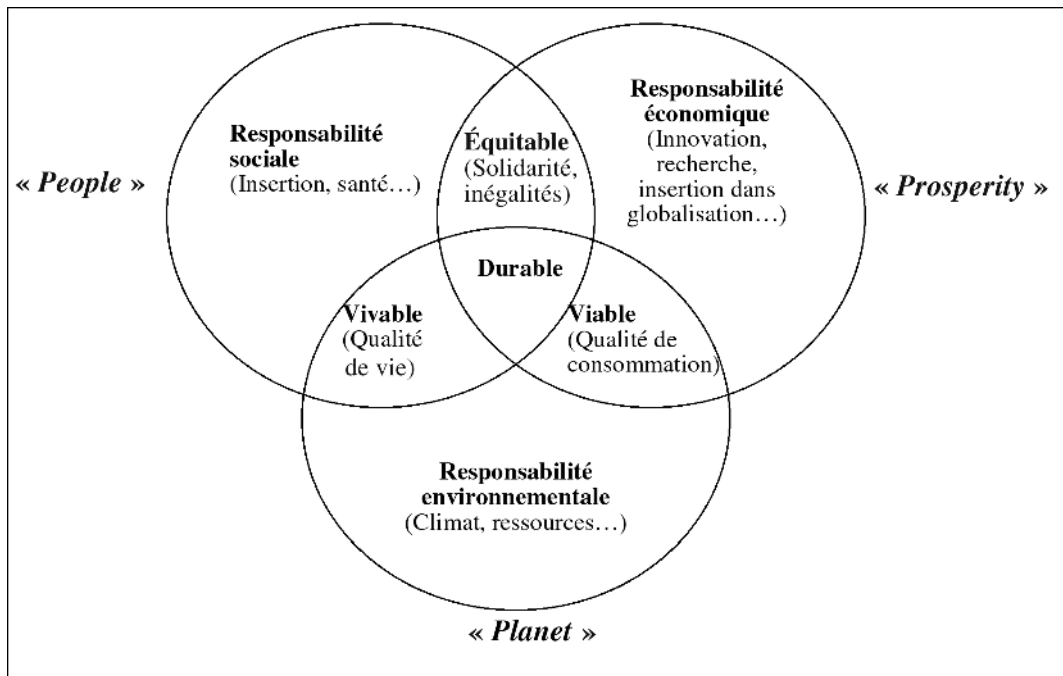 « People »
Responsabilité
sociale
(Insertion, santé…)
Équitable
(Solidarité,
inégalités)
Responsabilité
économique
(Innovation,
recherche,
insertion dans
globalisation…)
« Prosperity »
Durable
Vivable
(Qualité
de vie)
Viable
(Qualité de
consommation)
Responsabilité
environnementale
(Climat, ressources…)
« Planet »